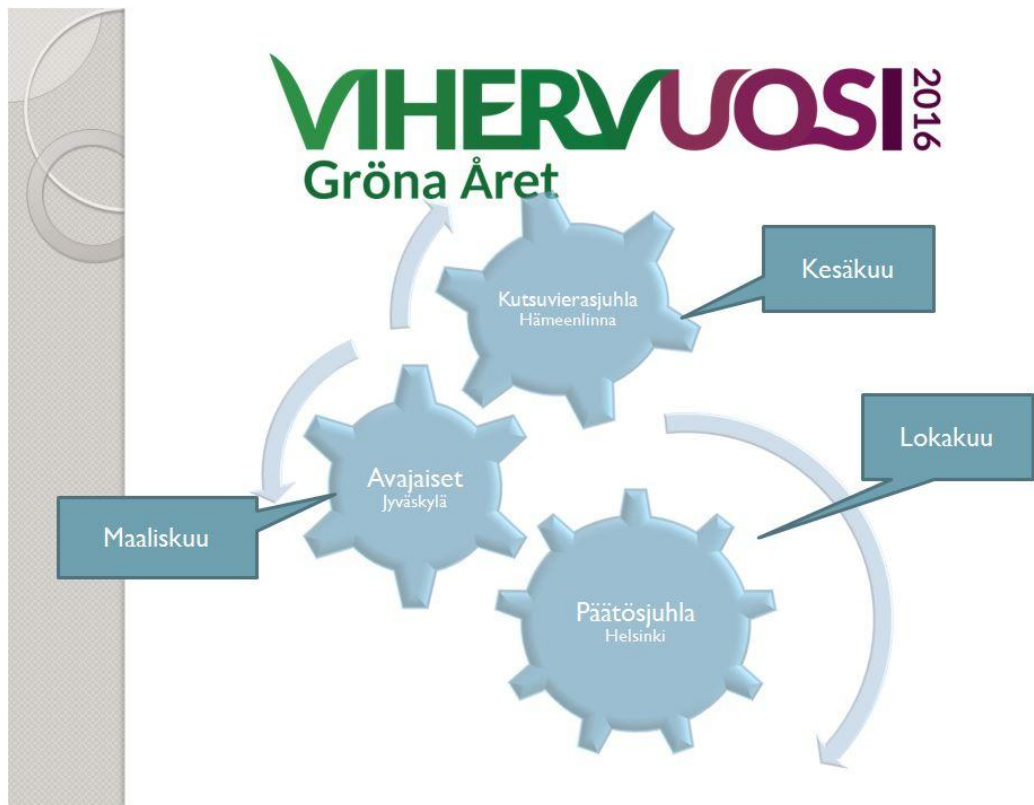 VIHERVUOSI 2016
Gröna Året
Kutsuvierasjuhla
Hämeenlinna
Kesäkuu
Avajaiset
Jyväskylä
Maaliskuu
Lokakuu
Päätösjuhla
Helsinki